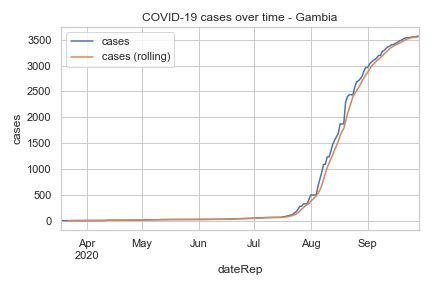 COVID-19 cases over time - Gambia
cases
cases (rolling)
3500
3000
2500
2000
1500
1000
500
0
cases
Apr
2020
May
Jun
Jul
Aug
Sep
dateRep